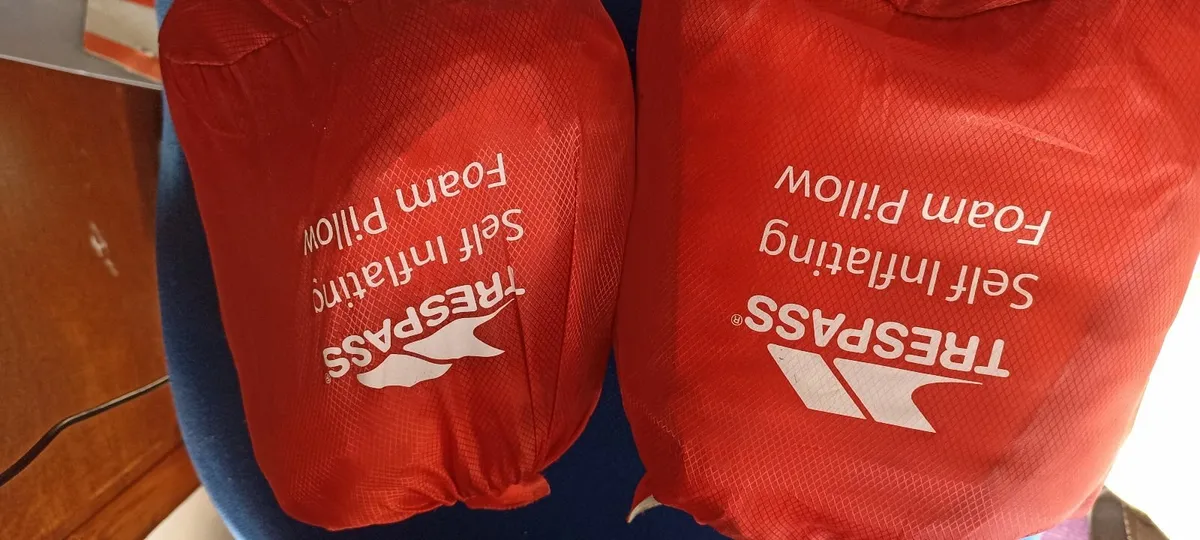 TRESPASS®
Self Inflating
Foam Pillow
TRESPASS®
Self Inflating
Foam Pillow